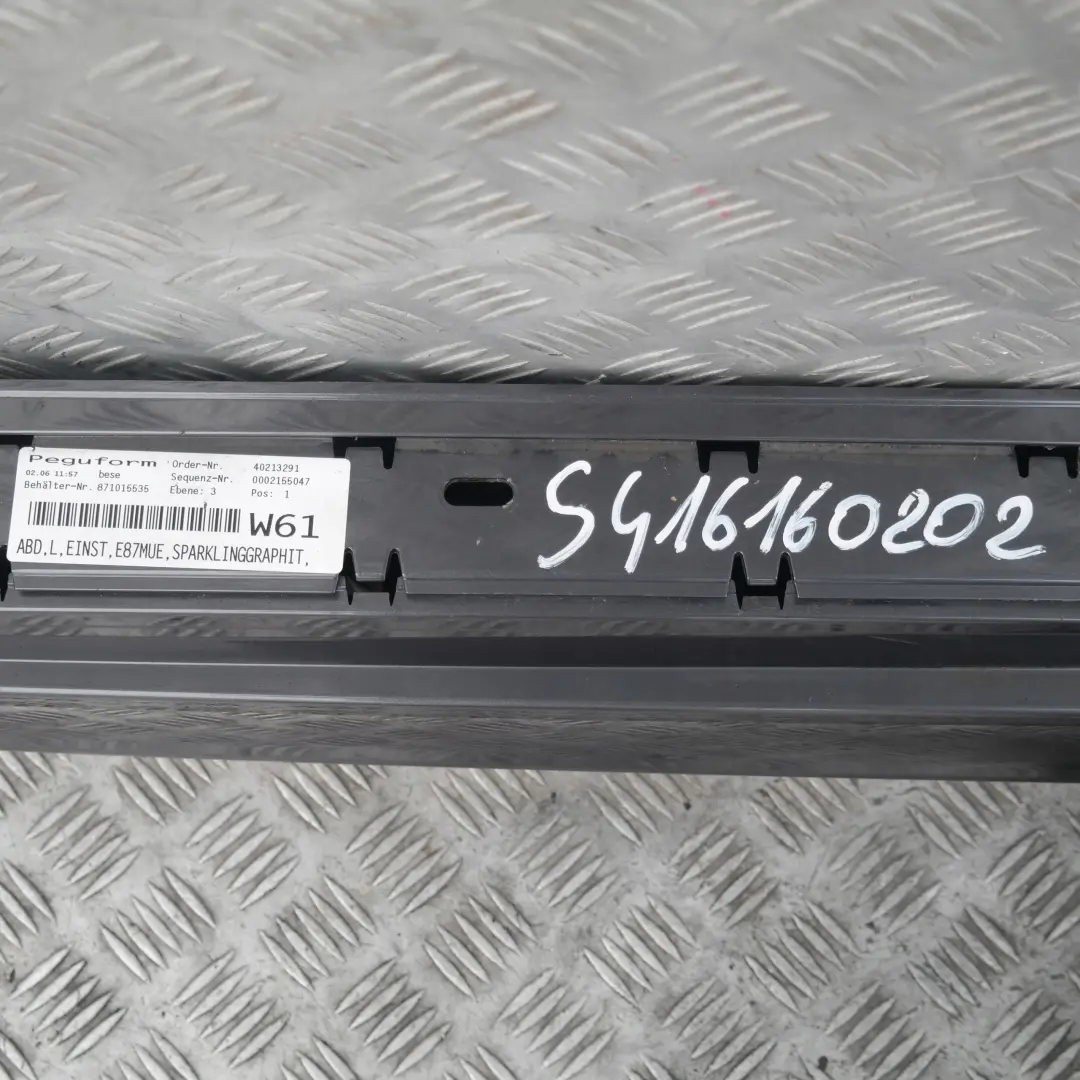 Peguform Order-Nr. 40213291
02.06 11:57 bese Sequenz-Nr. 0002155047
Behälter-Nr. 871015535 Ebene: 3 Pos: 1
W61
ABD,L,EINST,E87MUE,SPARKLINGGRAPHIT,
S416160202